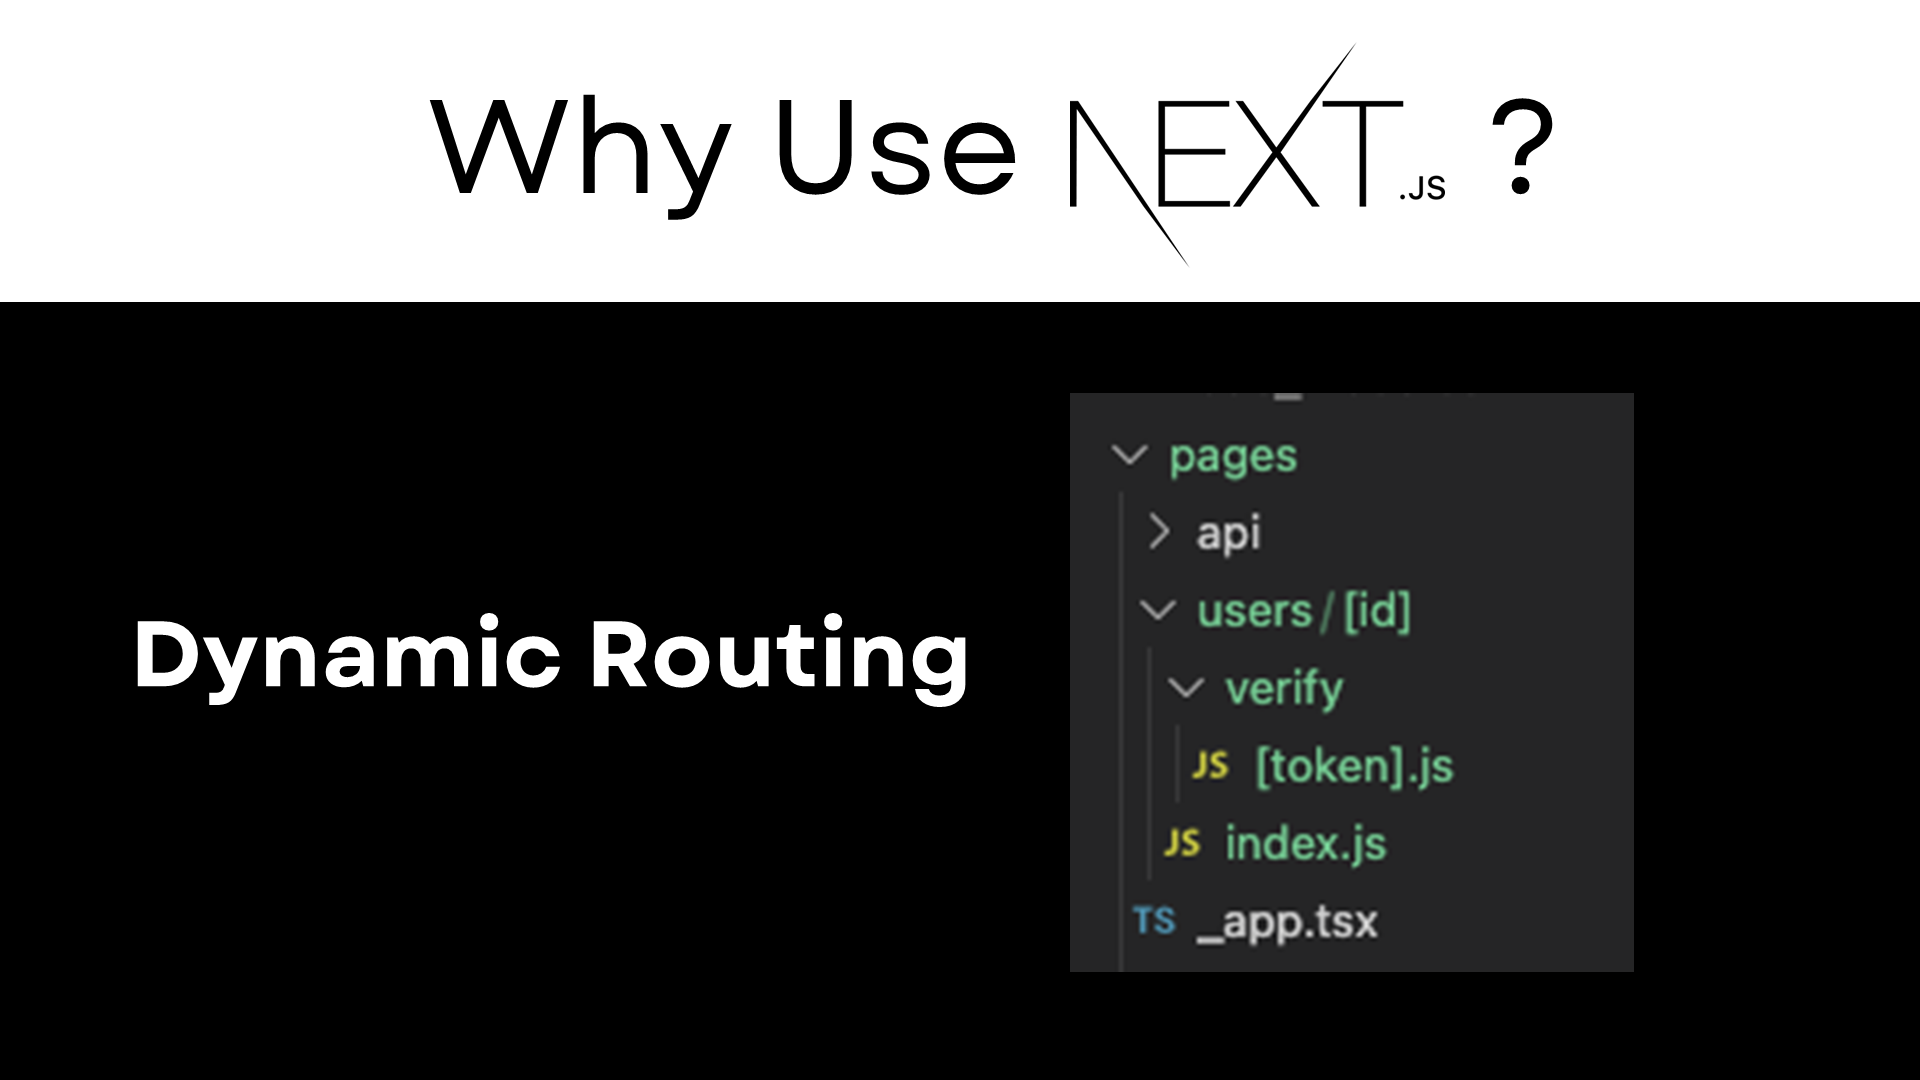 Why Use NEXT.JS ?
Dynamic Routing
pages
api
users / [id]
verify
JS [token].js
JS index.js
TS _app.tsx